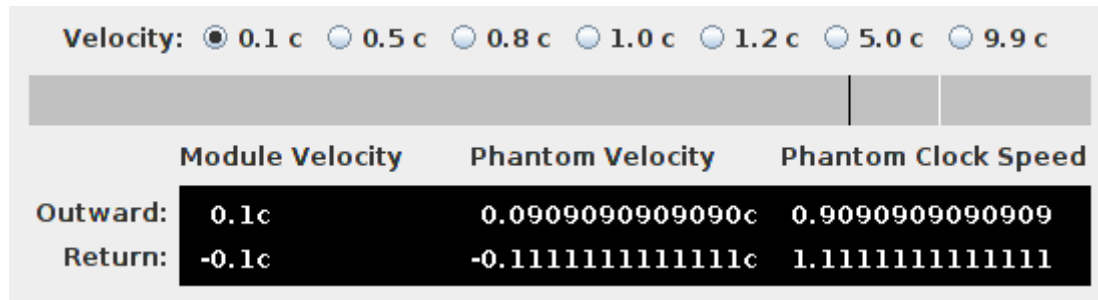 Velocity: 0.1 c 0.5 c 0.8 c 1.0 c 1.2 c 5.0 c 9.9 c
Module Velocity Phantom Velocity Phantom Clock Speed
Outward: 0.1c 0.0909090909090c 0.9090909090909
Return: -0.1c -0.1111111111111c 1.1111111111111